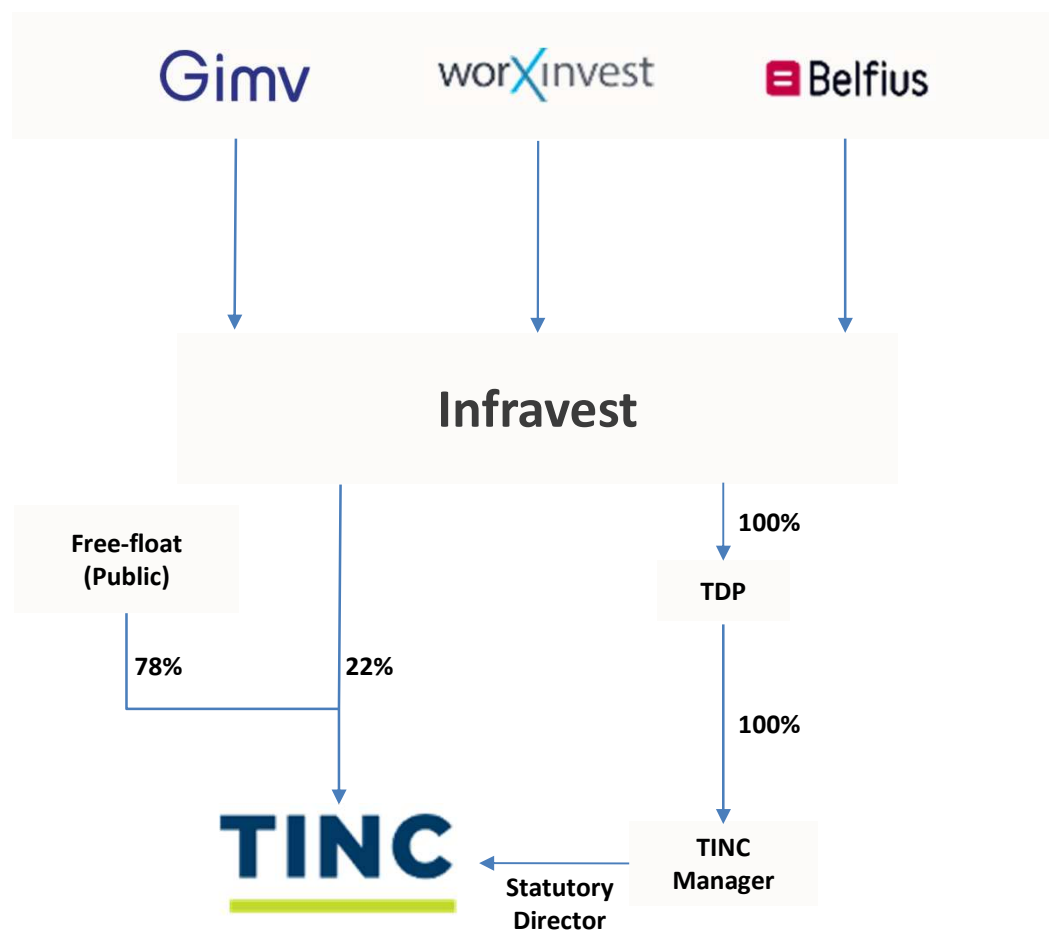 Gimv
worXinvest
Belfius
Infravest
Free-float
(Public)
100%
TDP
78%
22%
100%
TINC
TINC
Manager
Statutory
Director